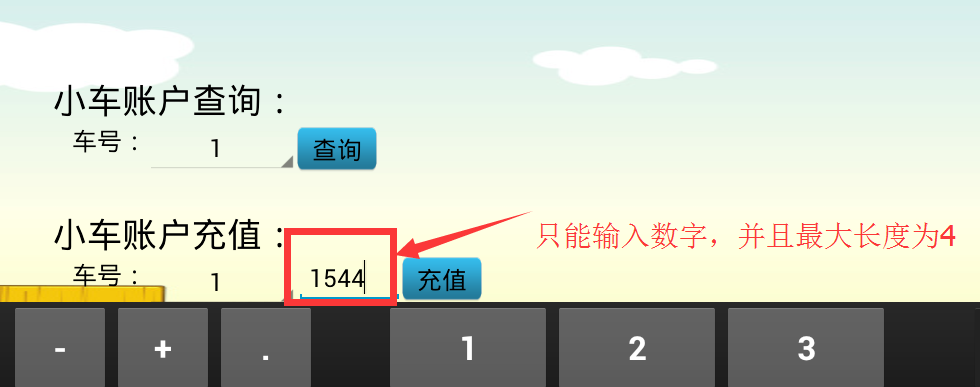 小车账户查询：
车号： 1 查询
小车账户充值：
只能输入数字，并且最大长度为4
车号： 1 1544 充值
- + . 1 2 3